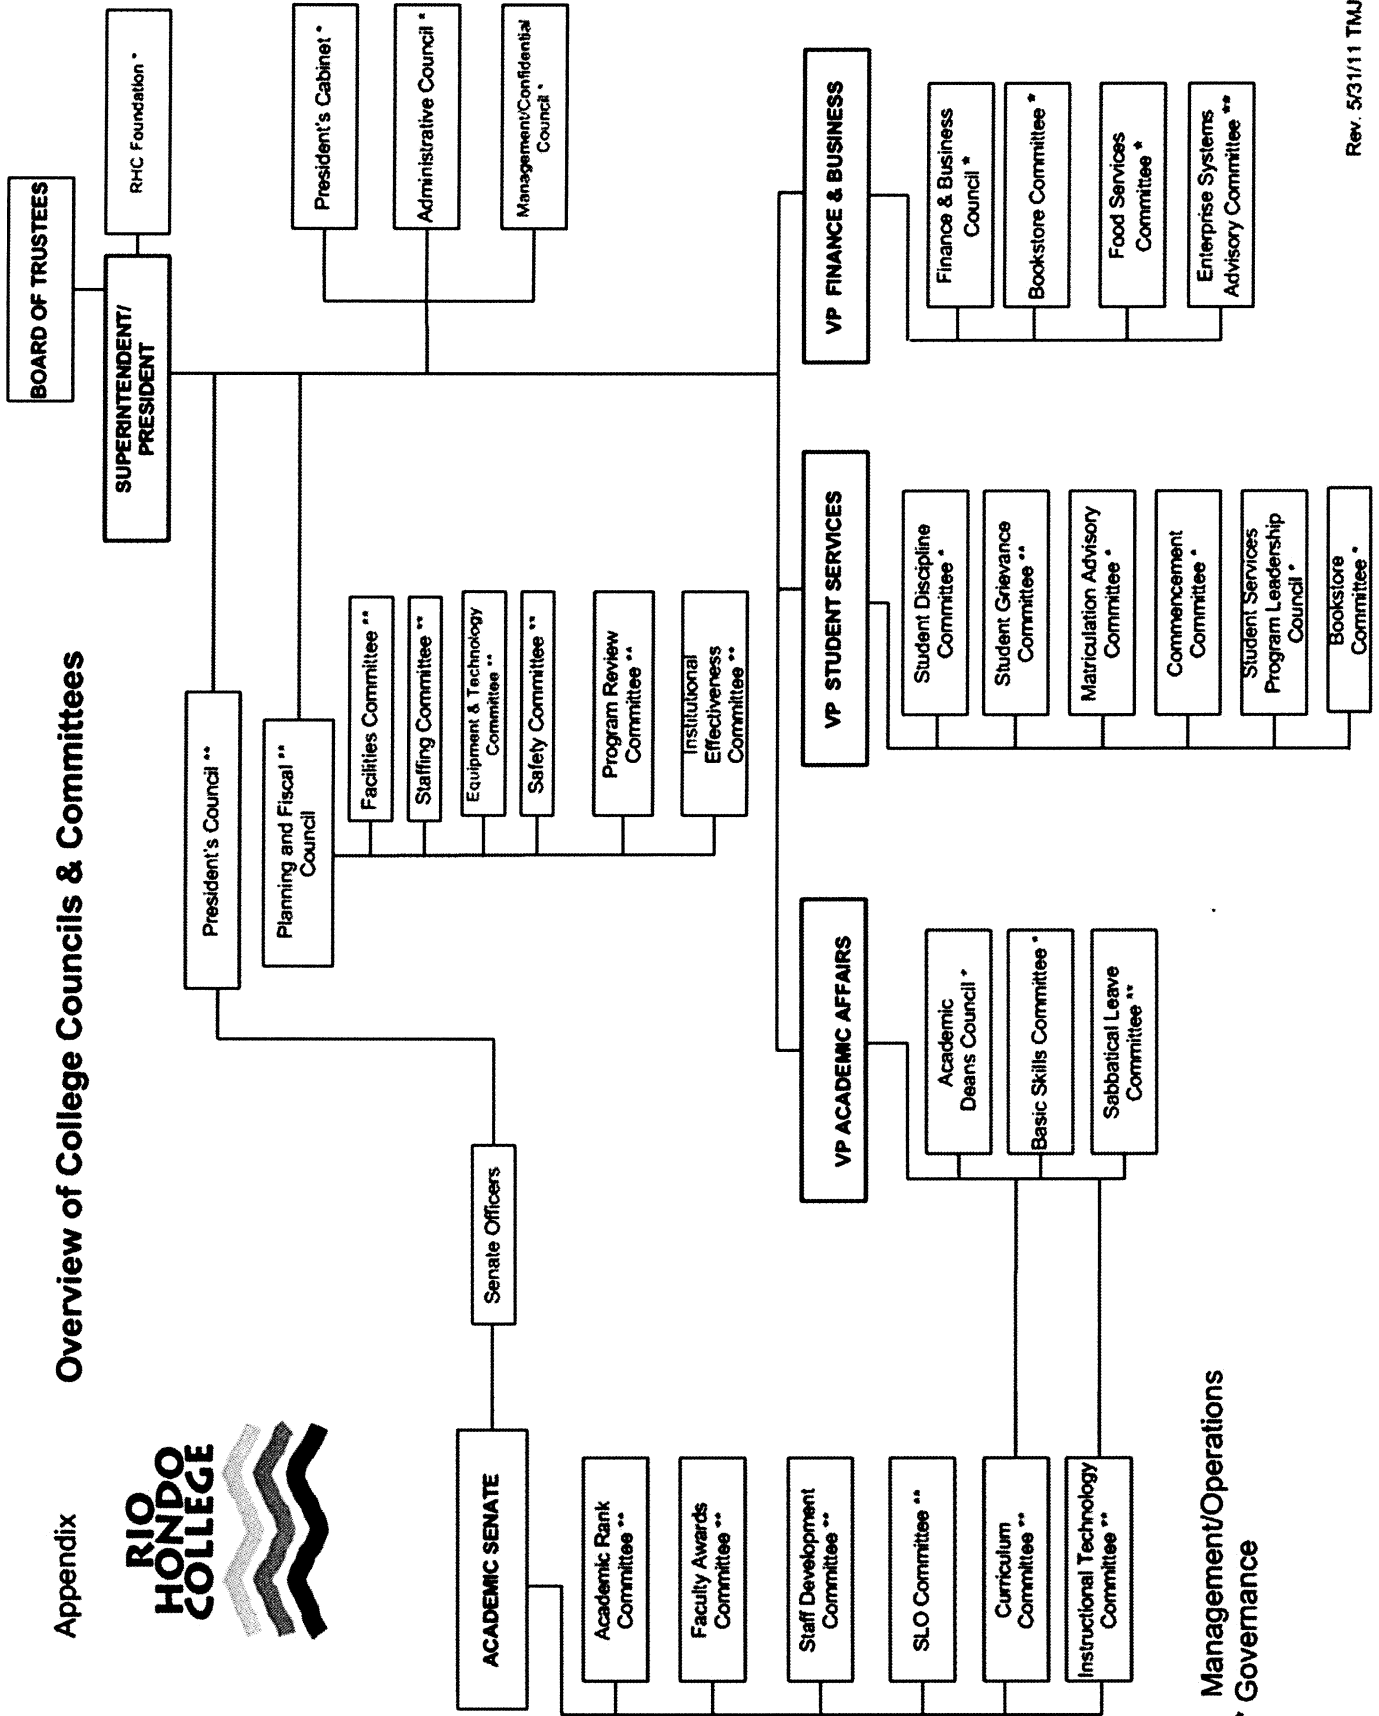 Appendix
Overview of College Councils & Committees
RIO
HONDO
COLLEGE
BOARD OF TRUSTEES
SUPERINTENDENT/
PRESIDENT
RHC Foundation *
President's Council **
Planning and Fiscal **
Council
Facilities Committee **
Staffing Committee **
Equipment & Technology
Committee **
Safety Committee **
Program Review
Committee **
Institutional
Effectiveness
Committee **
President's Cabinet *
Administrative Council *
Management/Confidential
Council *
Senate Officers
ACADEMIC SENATE
Academic Rank
Committee **
Faculty Awards
Committee **
Staff Development
Committee **
SLO Committee **
Curriculum
Committee **
Instructional Technology
Committee **
VP ACADEMIC AFFAIRS
Academic
Deans Council *
Basic Skills Committee *
Sabbatical Leave
Committee **
VP STUDENT SERVICES
Student Discipline
Committee *
Student Grievance
Committee **
Matriculation Advisory
Committee *
Commencement
Committee *
Student Services
Program Leadership
Council *
Bookstore
Committee *
VP FINANCE & BUSINESS
Finance & Business
Council *
Bookstore Committee *
Food Services
Committee *
Enterprise Systems
Advisory Committee **
Management/Operations
* Governance
Rev. 5/31/11 TMJ